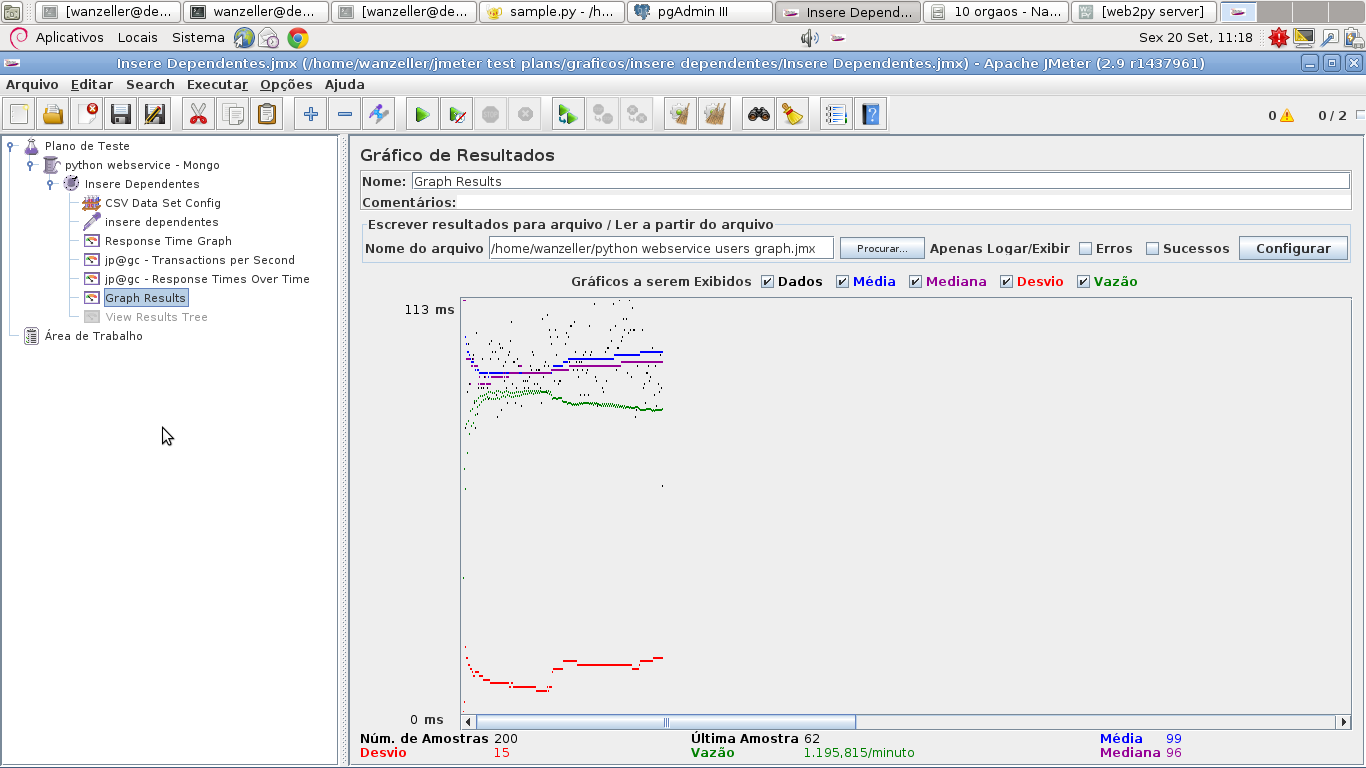 [wanzeller@de... wanzeller@de... [wanzeller@de... sample.py - /h... pgAdmin III Insere Depend... 10 orgaos - Na... [web2py server]
Aplicativos Locais Sistema Sex 20 Set, 11:18
Insere Dependentes.jmx (/home/wanzeller/jmeter test plans/graficos/insere dependentes/Insere Dependentes.jmx) - Apache JMeter (2.9 r1437961)
Arquivo Editar Search Executar Opções Ajuda
0 0 / 2
Plano de Teste
python webservice - Mongo
Insere Dependentes
CSV Data Set Config
insere dependentes
Response Time Graph
jp@gc - Transactions per Second
jp@gc - Response Times Over Time
Graph Results
View Results Tree
Área de Trabalho
Gráfico de Resultados
Nome: Graph Results
Comentários:
Escrever resultados para arquivo / Ler a partir do arquivo
Nome do arquivo /home/wanzeller/python webservice users graph.jmx Procurar... Apenas Logar/Exibir Erros Sucessos Configurar
Gráficos a serem Exibidos Dados Média Mediana Desvio Vazão
113 ms
0 ms
Núm. de Amostras 200 Última Amostra 62 Média 99
Desvio 15 Vazão 1.195,815/minuto Mediana 96